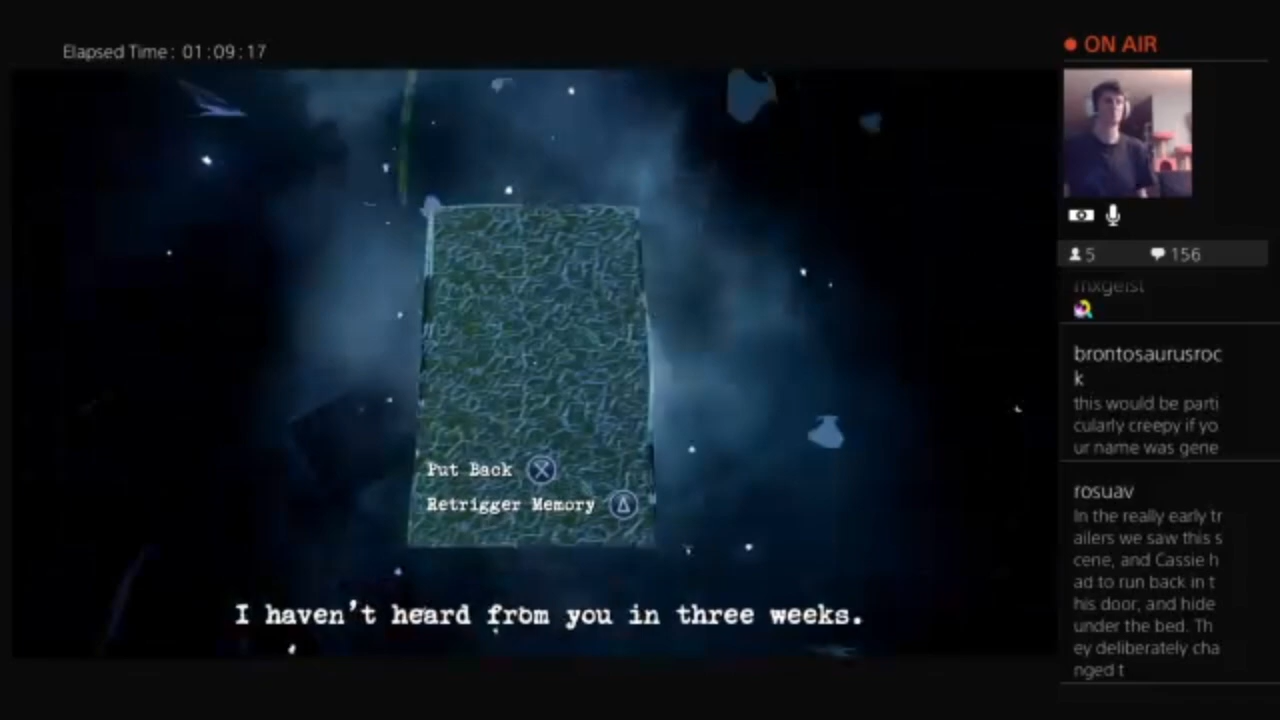 Elapsed Time: 01:09:17
ON AIR
5 156
mxgeist
brontosaurusroc
k
this would be parti
cularly creepy if yo
ur name was gene
rosuav
In the really early tr
ailers we saw this s
cene, and Cassie h
ad to run back in t
his door, and hide
under the bed. Th
ey deliberately cha
nged t
Put Back
Retrigger Memory
I haven't heard from you in three weeks.